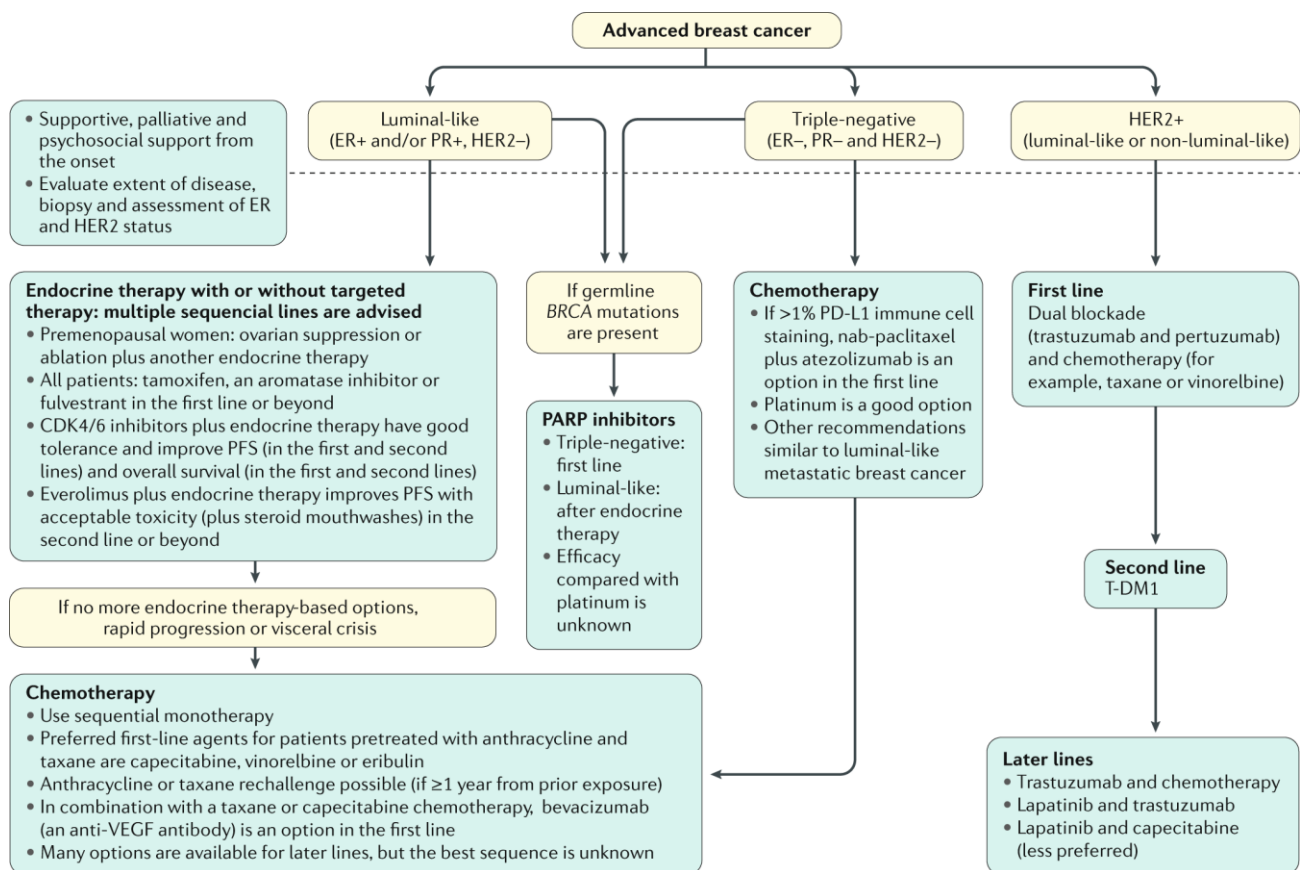 Advanced breast cancer
• Supportive, palliative and
psychosocial support from
the onset
• Evaluate extent of disease,
biopsy and assessment of ER
and HER2 status
Luminal-like
(ER+ and/or PR+, HER2–)
Triple-negative
(ER–, PR– and HER2–)
HER2+
(luminal-like or non-luminal-like)
Endocrine therapy with or without targeted
therapy: multiple sequencial lines are advised
• Premenopausal women: ovarian suppression or
ablation plus another endocrine therapy
• All patients: tamoxifen, an aromatase inhibitor or
fulvestrant in the first line or beyond
• CDK4/6 inhibitors plus endocrine therapy have good
tolerance and improve PFS (in the first and second
lines) and overall survival (in the first and second lines)
• Everolimus plus endocrine therapy improves PFS with
acceptable toxicity (plus steroid mouthwashes) in the
second line or beyond
If germline
BRCA mutations
are present
Chemotherapy
• If >1% PD-L1 immune cell
staining, nab-paclitaxel
plus atezolizumab is an
option in the first line
• Platinum is a good option
• Other recommendations
similar to luminal-like
metastatic breast cancer
First line
Dual blockade
(trastuzumab and pertuzumab)
and chemotherapy (for
example, taxane or vinorelbine)
PARP inhibitors
• Triple-negative:
first line
• Luminal-like:
after endocrine
therapy
• Efficacy
compared with
platinum is
unknown
Second line
T-DM1
If no more endocrine therapy-based options,
rapid progression or visceral crisis
Chemotherapy
• Use sequential monotherapy
• Preferred first-line agents for patients pretreated with anthracycline and
taxane are capecitabine, vinorelbine or eribulin
• Anthracycline or taxane rechallenge possible (if ≥1 year from prior exposure)
• In combination with a taxane or capecitabine chemotherapy, bevacizumab
(an anti-VEGF antibody) is an option in the first line
• Many options are available for later lines, but the best sequence is unknown
Later lines
• Trastuzumab and chemotherapy
• Lapatinib and trastuzumab
• Lapatinib and capecitabine
(less preferred)